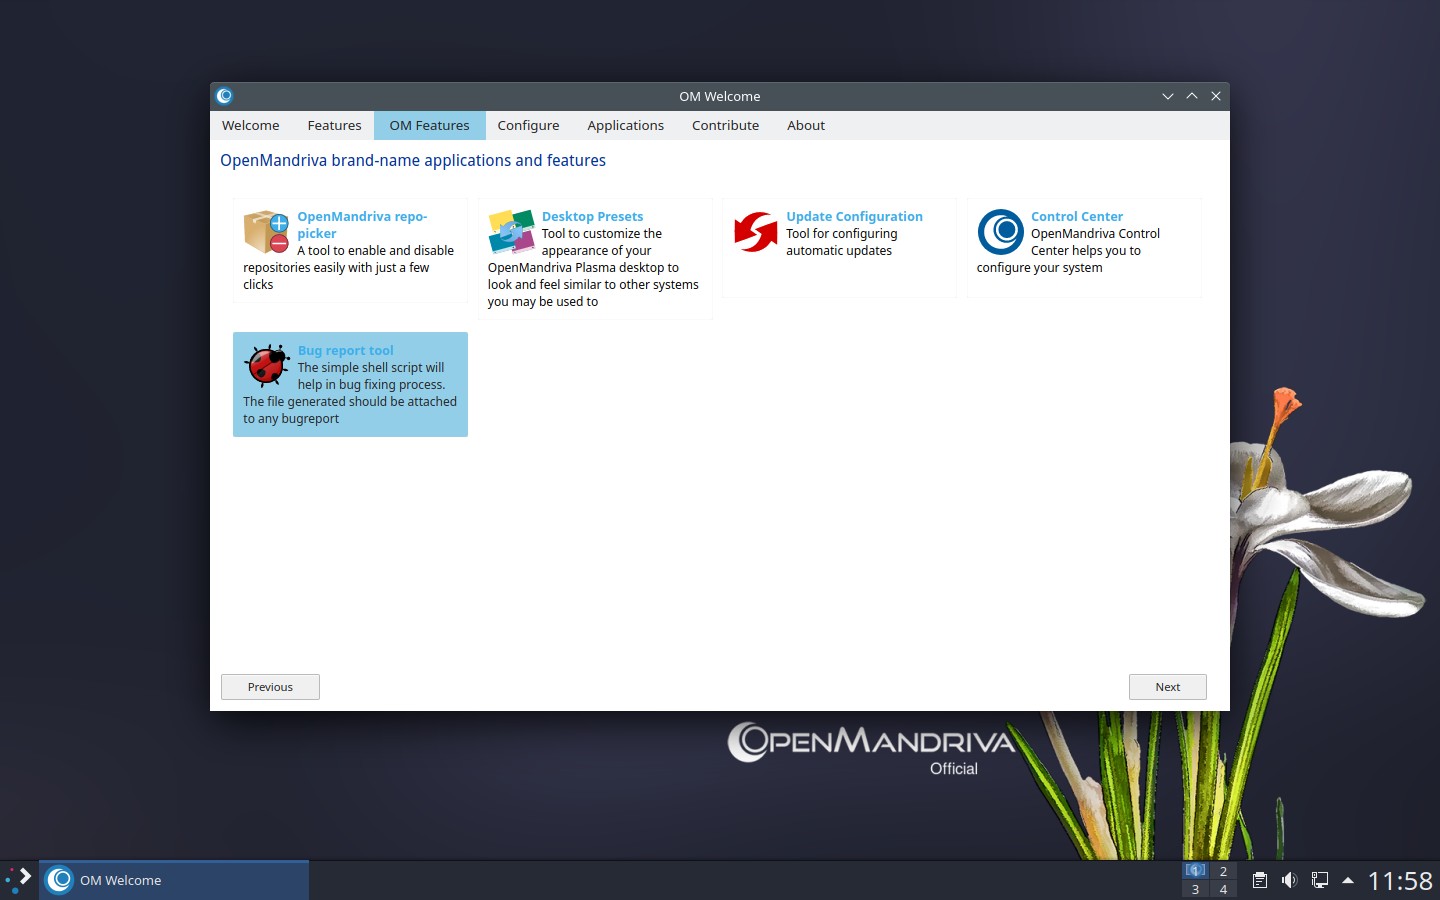 OM Welcome
Welcome Features OM Features Configure Applications Contribute About
OpenMandriva brand-name applications and features
OpenMandriva repo-
picker
A tool to enable and disable
repositories easily with just a few
clicks
Desktop Presets
Tool to customize the
appearance of your
OpenMandriva Plasma desktop to
look and feel similar to other systems
you may be used to
Update Configuration
Tool for configuring
automatic updates
Control Center
OpenMandriva Control
Center helps you to
configure your system
Bug report tool
The simple shell script will
help in bug fixing process.
The file generated should be attached
to any bugreport
Previous
Next
OPENMANDRIVA
Official
OM Welcome
1 2
3 4
11:58